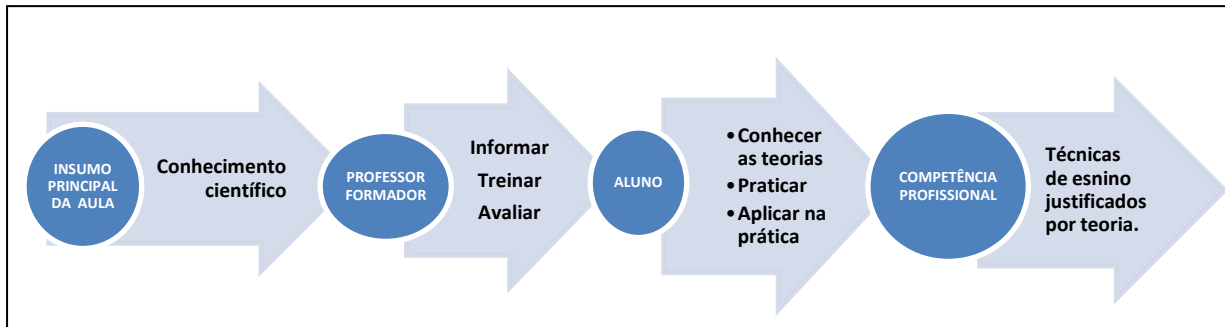 INSUMO
PRINCIPAL
DA AULA
Conhecimento
científico
PROFESSOR
FORMADOR
Informar
Treinar
Avaliar
ALUNO
•Conhecer
as teorias
•Praticar
•Aplicar na
prática
COMPETÊNCIA
PROFISSIONAL
Técnicas
de esnino
justificados
por teoria.